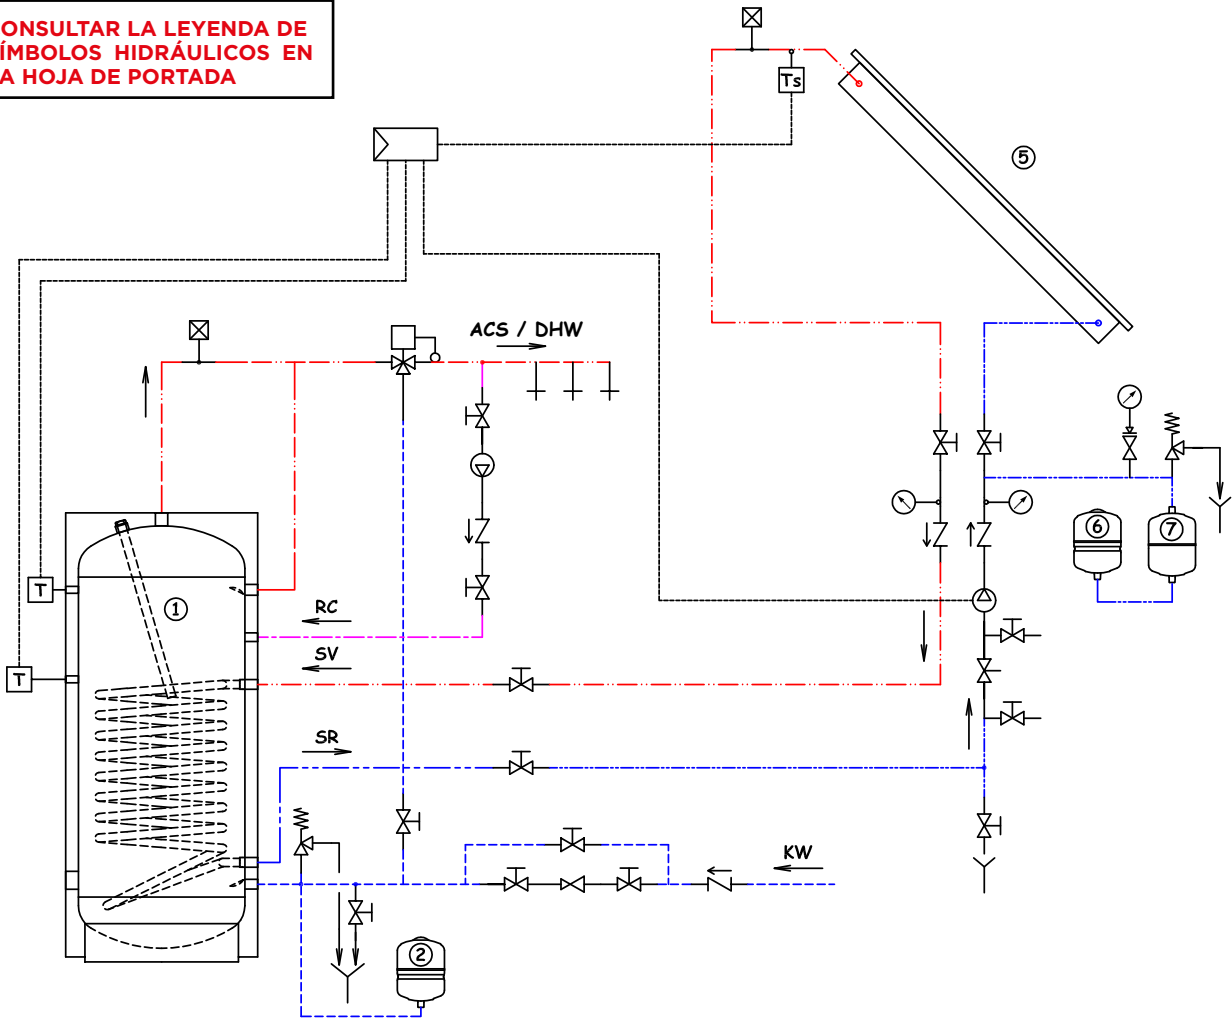 ONSULTAR LA LEYENDA DE
ÍMBOLOS HIDRÁULICOS EN
A HOJA DE PORTADA
Ts
5
ACS / DHW
6
7
T
1
RC
T
SV
SR
KW
2